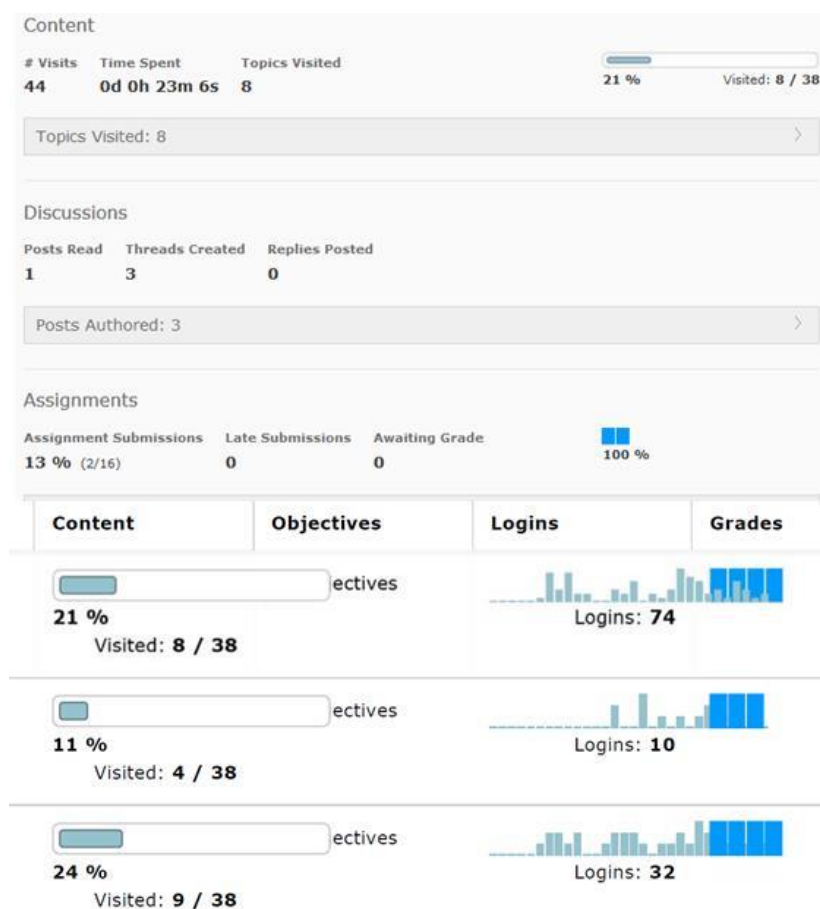 Content
# Visits Time Spent Topics Visited
44 0d 0h 23m 6s 8
21 % Visited: 8 / 38
Topics Visited: 8
Discussions
Posts Read Threads Created Replies Posted
1 3 0
Posts Authored: 3
Assignments
Assignment Submissions Late Submissions Awaiting Grade
13 % (2/16) 0 0
100 %
Content Objectives Logins Grades
ectives
21 % Logins: 74
Visited: 8 / 38
ectives
11 % Logins: 10
Visited: 4 / 38
ectives
24 % Logins: 32
Visited: 9 / 38